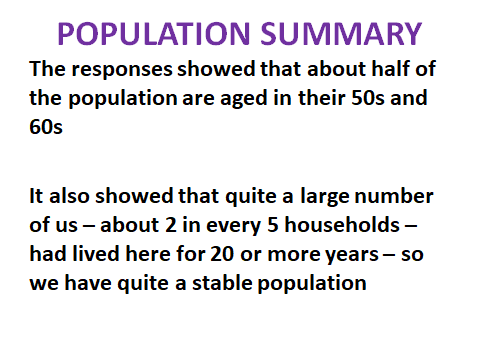 POPULATION SUMMARY
The responses showed that about half of
the population are aged in their 50s and
60s
It also showed that quite a large number
of us – about 2 in every 5 households –
had lived here for 20 or more years – so
we have quite a stable population